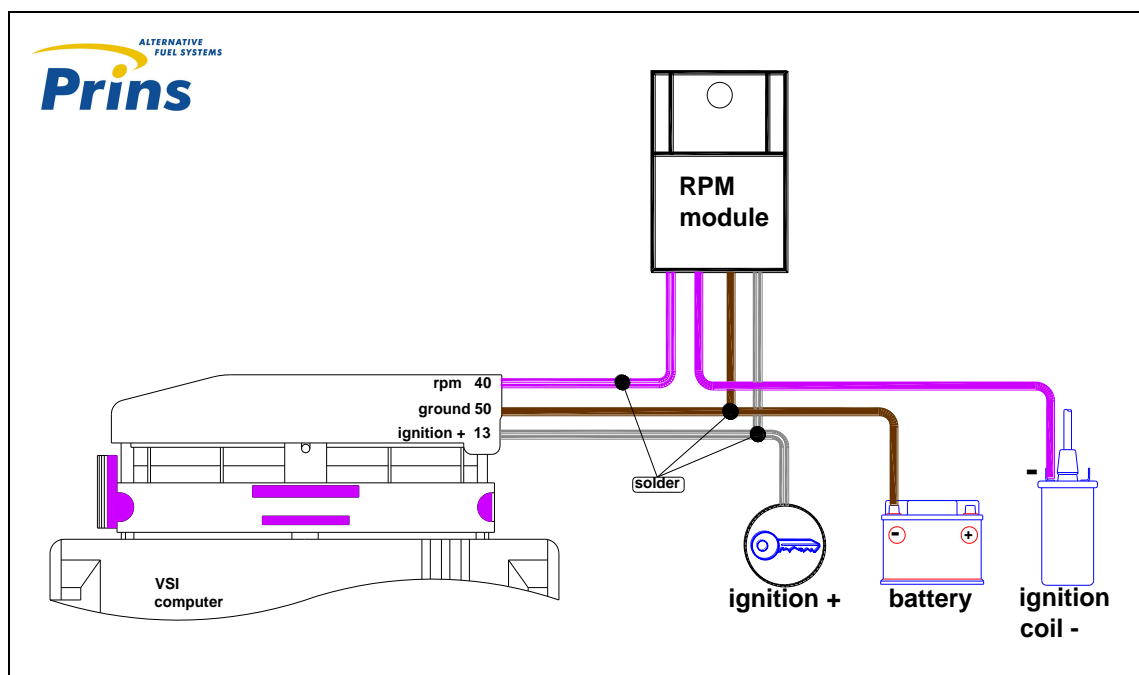 ALTERNATIVE
FUEL SYSTEMS
Prins
RPM
module
rpm 40
ground 50
ignition + 13
solder
-
- +
VSI
computer
ignition +
battery
ignition
coil -